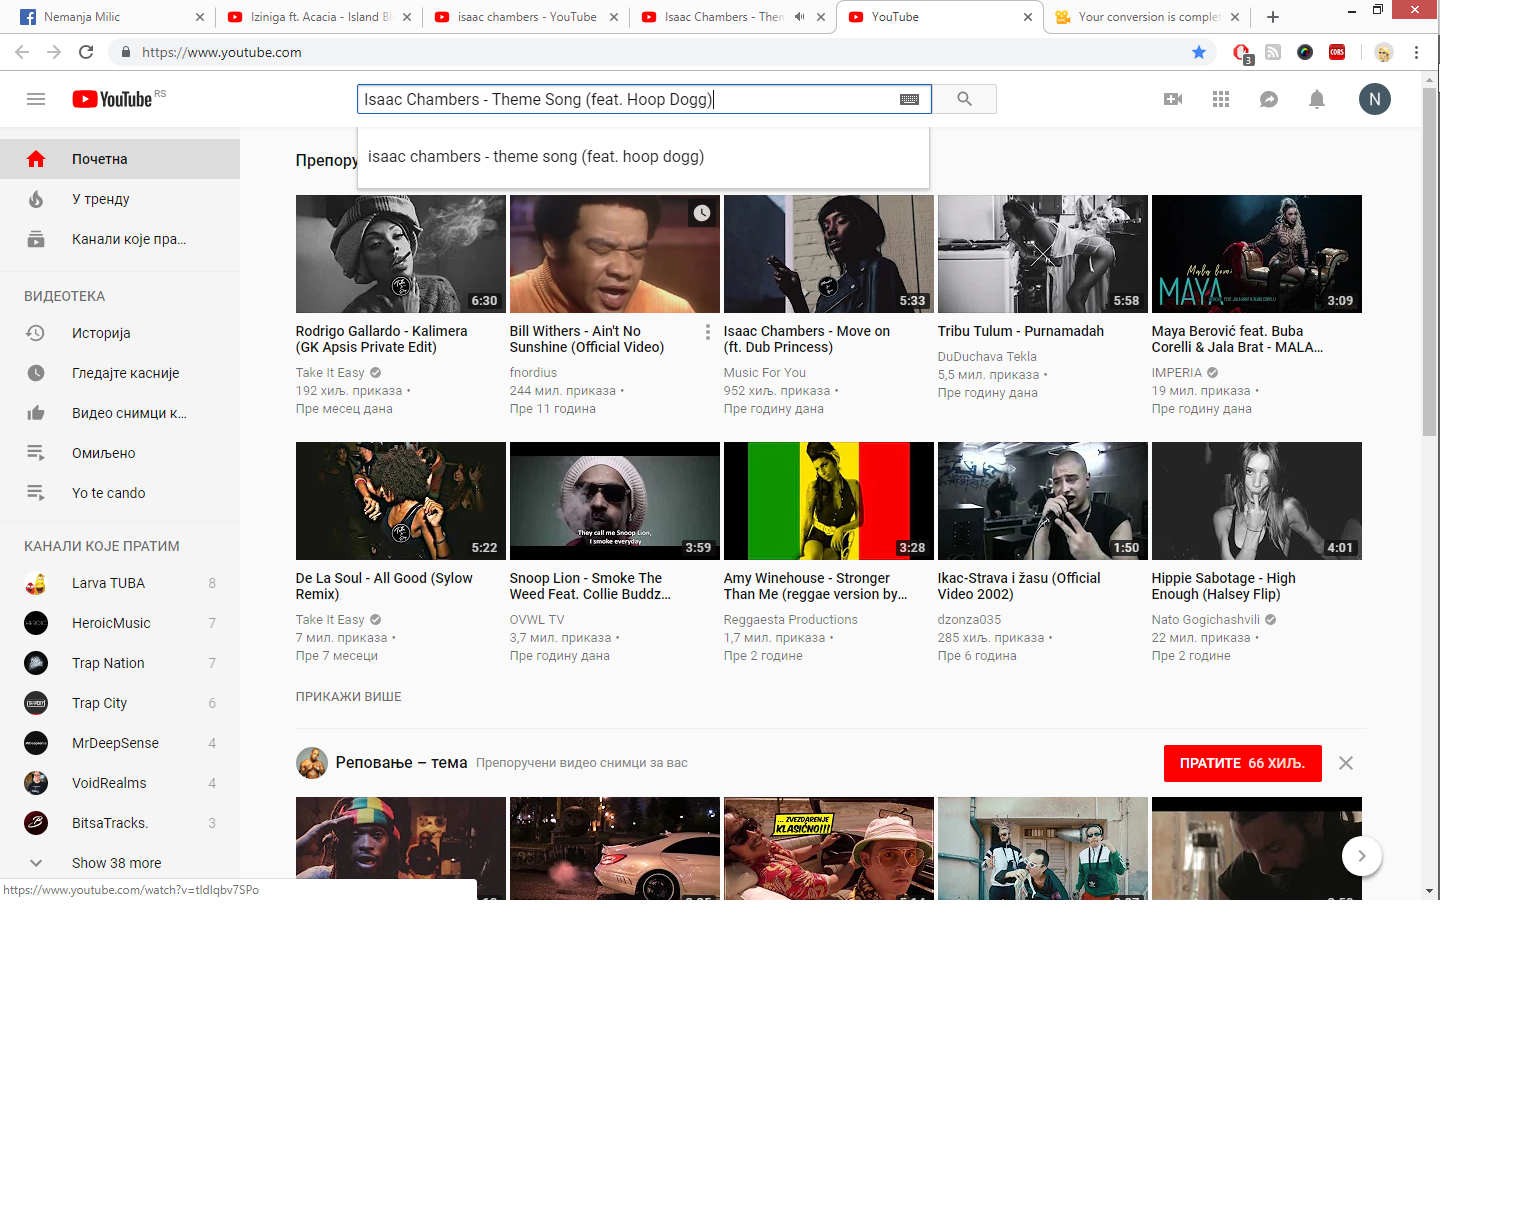 Nemanja Milic
Iziniga ft. Acacia - Island Bl
isaac chambers - YouTube
Isaac Chambers - Them
YouTube
Your conversion is complet
https://www.youtube.com
3
CORS
YouTube RS
Isaac Chambers - Theme Song (feat. Hoop Dogg)
N
isaac chambers - theme song (feat. hoop dogg)
Почетна
У тренду
Канали које пра...
ВИДЕОТЕКА
Историја
Гледајте касније
Видео снимци к...
Омиљено
Yo te cando
КАНАЛИ КОЈЕ ПРАТИМ
Larva TUBA 8
HeroicMusic 7
Trap Nation 7
Trap City 6
MrDeepSense 4
VoidRealms 4
BitsaTracks. 3
Show 38 more
https://www.youtube.com/watch?v=tldIqbv7SPo
Препору
6:30
5:33
5:58
Mala bomi
MAYA
3:09
Rodrigo Gallardo - Kalimera
(GK Apsis Private Edit)
Take It Easy
192 хиљ. приказа •
Пре месец дана
Bill Withers - Ain't No
Sunshine (Official Video)
fnordius
244 мил. приказа •
Пре 11 година
Isaac Chambers - Move on
(ft. Dub Princess)
Music For You
952 хиљ. приказа •
Пре годину дана
Tribu Tulum - Purnamadah
DuDuchava Tekla
5,5 мил. приказа •
Пре годину дана
Maya Berović feat. Buba
Corelli & Jala Brat - MALA...
IMPERIA
19 мил. приказа •
Пре годину дана
5:22
They call me Snoop Lion,
I smoke everyday
3:59
3:28
1:50
4:01
De La Soul - All Good (Sylow
Remix)
Take It Easy
7 мил. приказа •
Пре 7 месеци
Snoop Lion - Smoke The
Weed Feat. Collie Buddz...
OVWL TV
3,7 мил. приказа •
Пре годину дана
Amy Winehouse - Stronger
Than Me (reggae version by...
Reggaesta Productions
1,7 мил. приказа •
Пре 2 године
Ikac-Strava i žasu (Official
Video 2002)
dzonza035
285 хиљ. приказа •
Пре 6 година
Hippie Sabotage - High
Enough (Halsey Flip)
Nato Gogichashvili
22 мил. приказа •
Пре 2 године
ПРИКАЖИ ВИШЕ
Реповање – тема
Препоручени видео снимци за вас
ПРАТИТЕ 66 ХИЉ.
... ZVEZDARENJE
KLASIČNO!!!